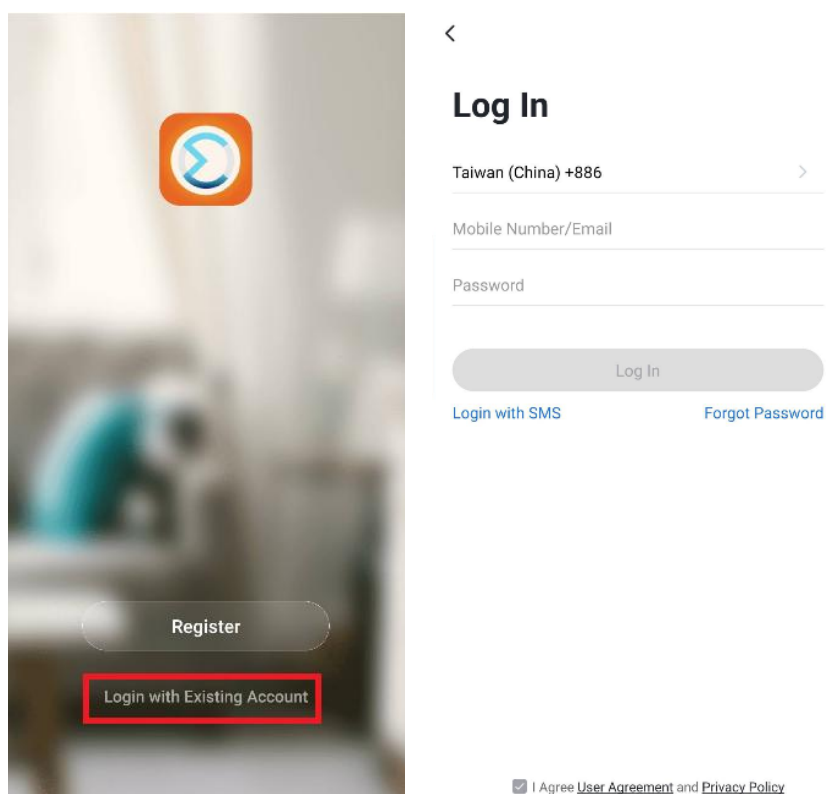 Register
Login with Existing Account
Log In
Taiwan (China) +886
Mobile Number/Email
Password
Log In
Login with SMS
Forgot Password
I Agree User Agreement and Privacy Policy